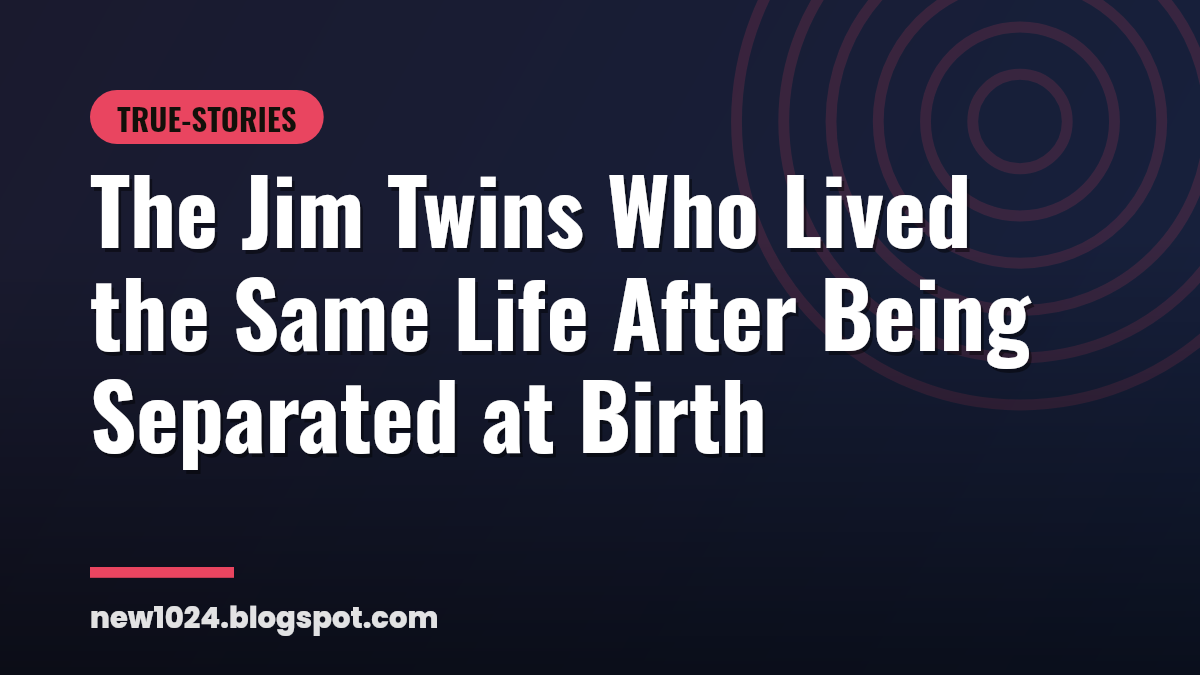 TRUE-STORIES
The Jim Twins Who Lived
the Same Life After Being
Separated at Birth
new1024.blogspot.com